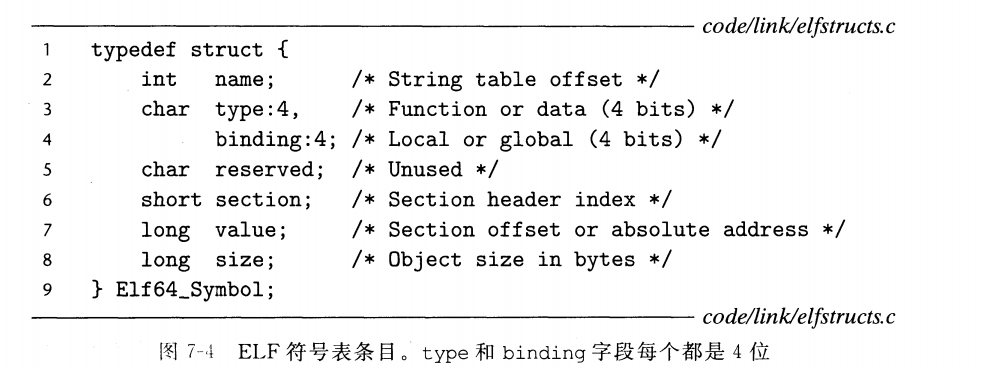 code/link/elfstructs.c
1 typedef struct {
2 int name; /* String table offset */
3 char type:4, /* Function or data (4 bits) */
4 binding:4; /* Local or global (4 bits) */
5 char reserved; /* Unused */
6 short section; /* Section header index */
7 long value; /* Section offset or absolute address */
8 long size; /* Object size in bytes */
9 } Elf64_Symbol;
code/link/elfstructs.c
图 7-4 ELF 符号表条目。type 和 binding 字段每个都是 4 位